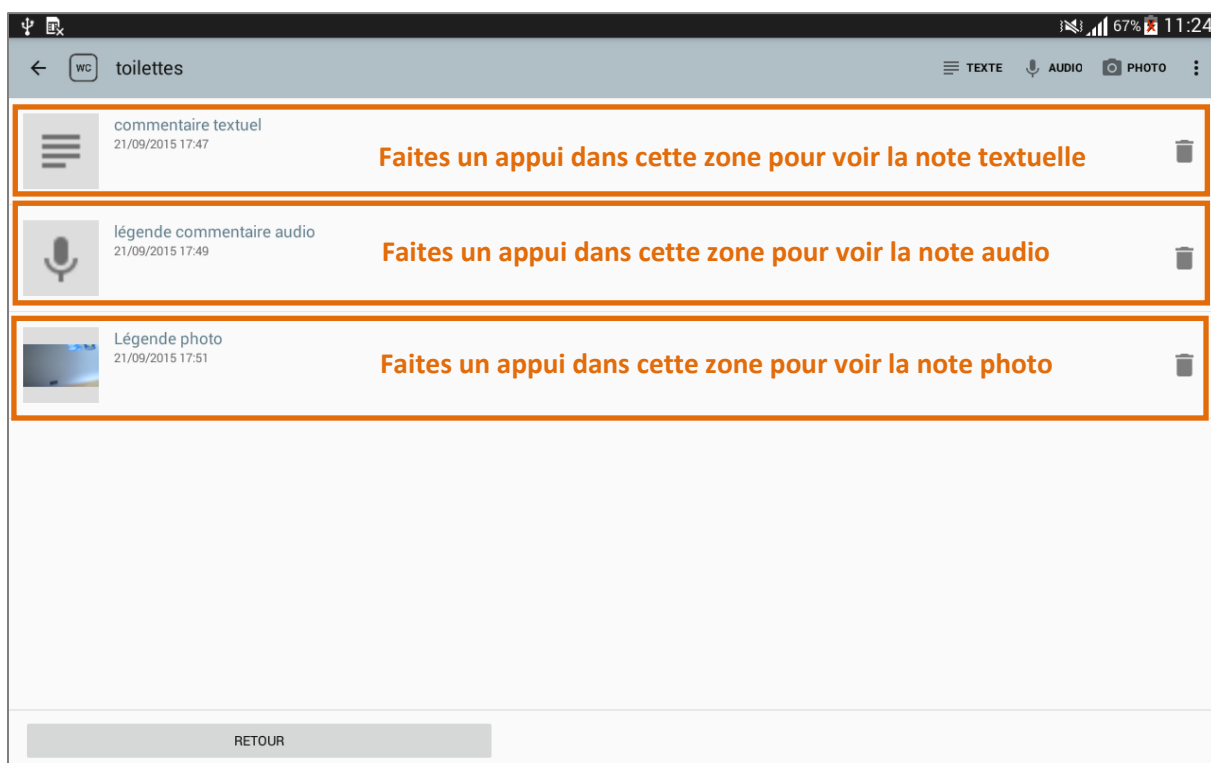 67% 11:24
WC toilettes TEXTE AUDIO PHOTO
commentaire textuel
21/09/2015 17:47
Faites un appui dans cette zone pour voir la note textuelle
légende commentaire audio
21/09/2015 17:49
Faites un appui dans cette zone pour voir la note audio
Légende photo
21/09/2015 17:51
Faites un appui dans cette zone pour voir la note photo
RETOUR